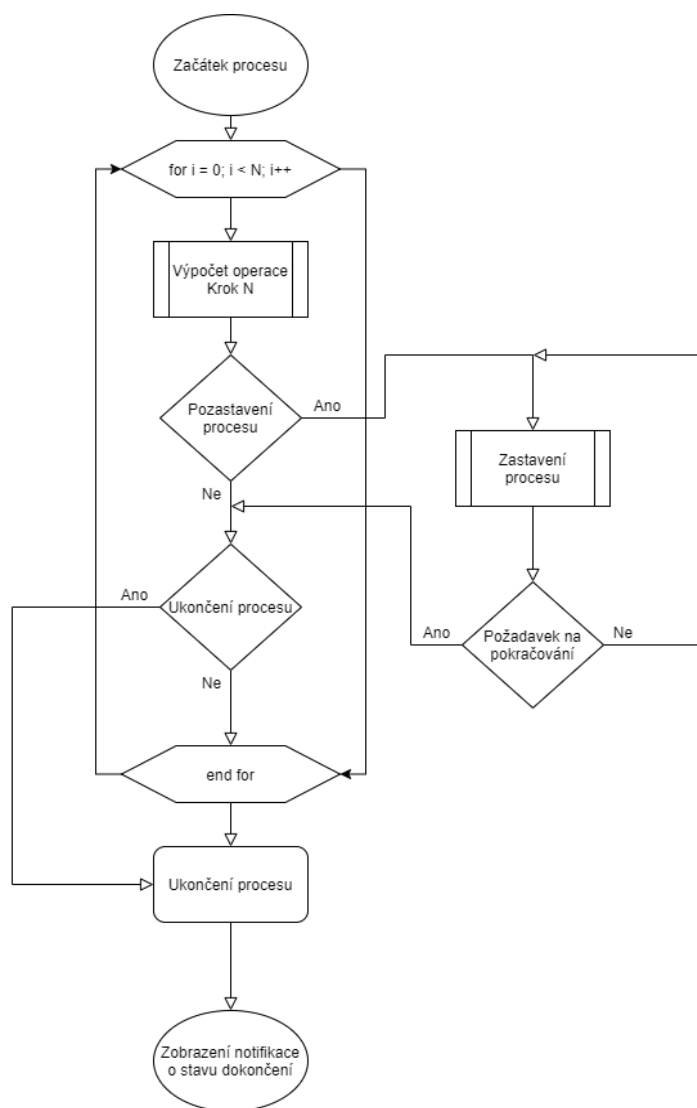 Začátek procesu
for i = 0; i < N; i++
Výpočet operace
Krok N
Pozastavení
procesu
Ano
Ne
Zastavení
procesu
Požadavek na
pokračování
Ano
Ne
Ukončení procesu
Ano
Ne
end for
Ukončení procesu
Zobrazení notifikace
o stavu dokončení